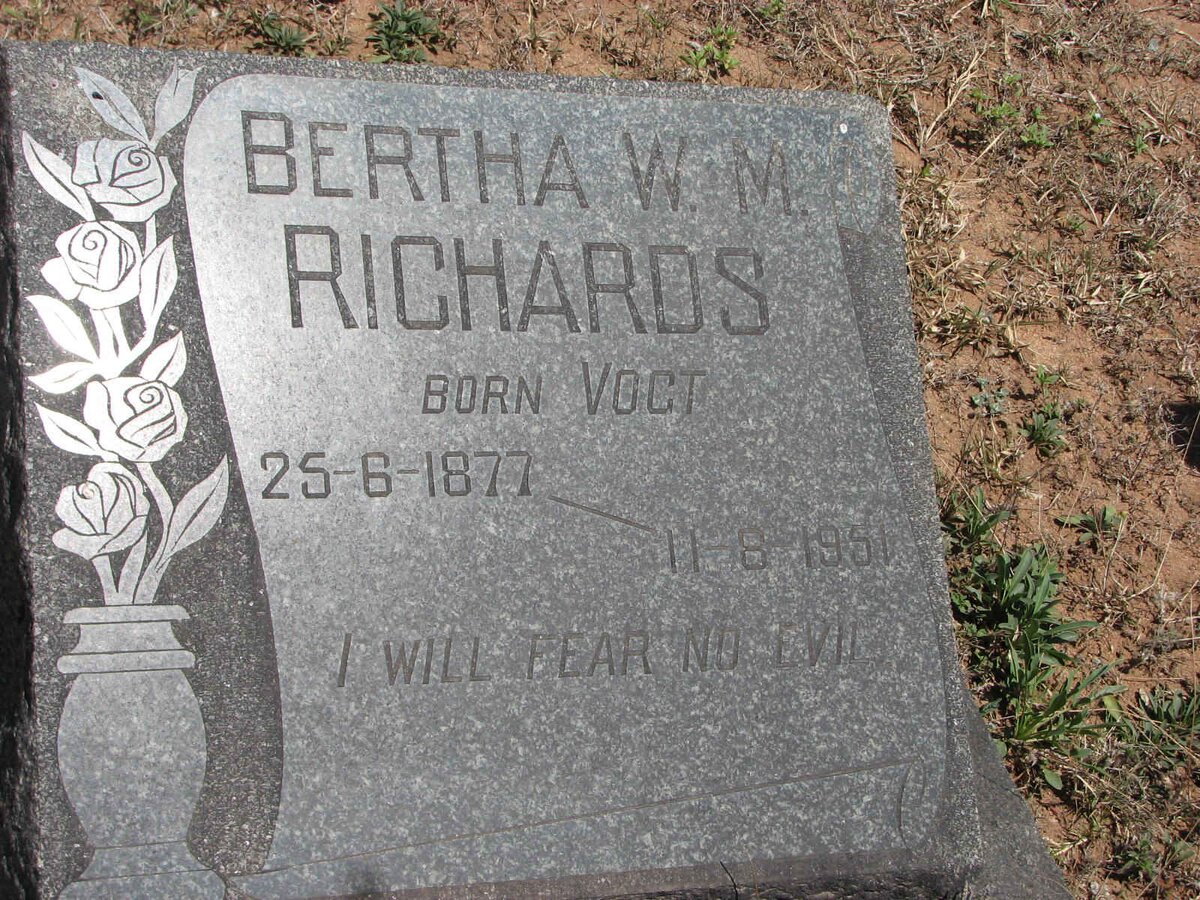 BERTHA W. M.
RICHARDS
BORN VOGT
25-6-1877
11-8-1951
I WILL FEAR NO EVIL